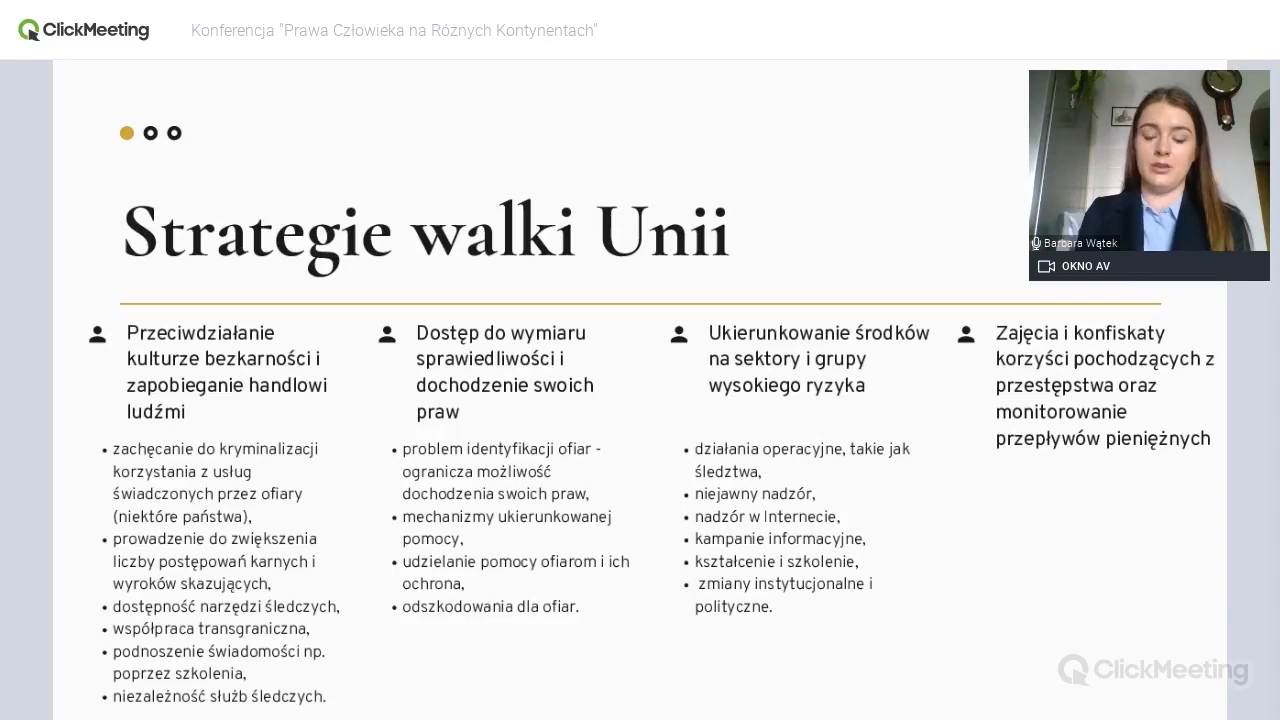 ClickMeeting
Konferencja "Prawa Człowieka na Różnych Kontynentach"
Strategie walki Unii
Barbara Wątek
OKNO AV
Przeciwdziałanie
kulturze bezkarności i
zapobieganie handlowi
ludźmi
• zachęcanie do kryminalizacji
korzystania z usług
świadczonych przez ofiary
(niektóre państwa),
• prowadzenie do zwiększenia
liczby postępowań karnych i
wyroków skazujących,
• dostępność narzędzi śledczych,
• współpraca transgraniczna,
• podnoszenie świadomości np.
poprzez szkolenia,
• niezależność służb śledczych.
Dostęp do wymiaru
sprawiedliwości i
dochodzenie swoich
praw
• problem identyfikacji ofiar -
ogranicza możliwość
dochodzenia swoich praw,
• mechanizmy ukierunkowanej
pomocy,
• udzielanie pomocy ofiarom i ich
ochrona,
• odszkodowania dla ofiar.
Ukierunkowanie środków
na sektory i grupy
wysokiego ryzyka
• działania operacyjne, takie jak
śledztwa,
• niejawny nadzór,
• nadzór w Internecie,
• kampanie informacyjne,
• kształcenie i szkolenie,
• zmiany instytucjonalne i
polityczne.
Zajęcia i konfiskaty
korzyści pochodzących z
przestępstwa oraz
monitorowanie
przepływów pieniężnych
ClickMeeting